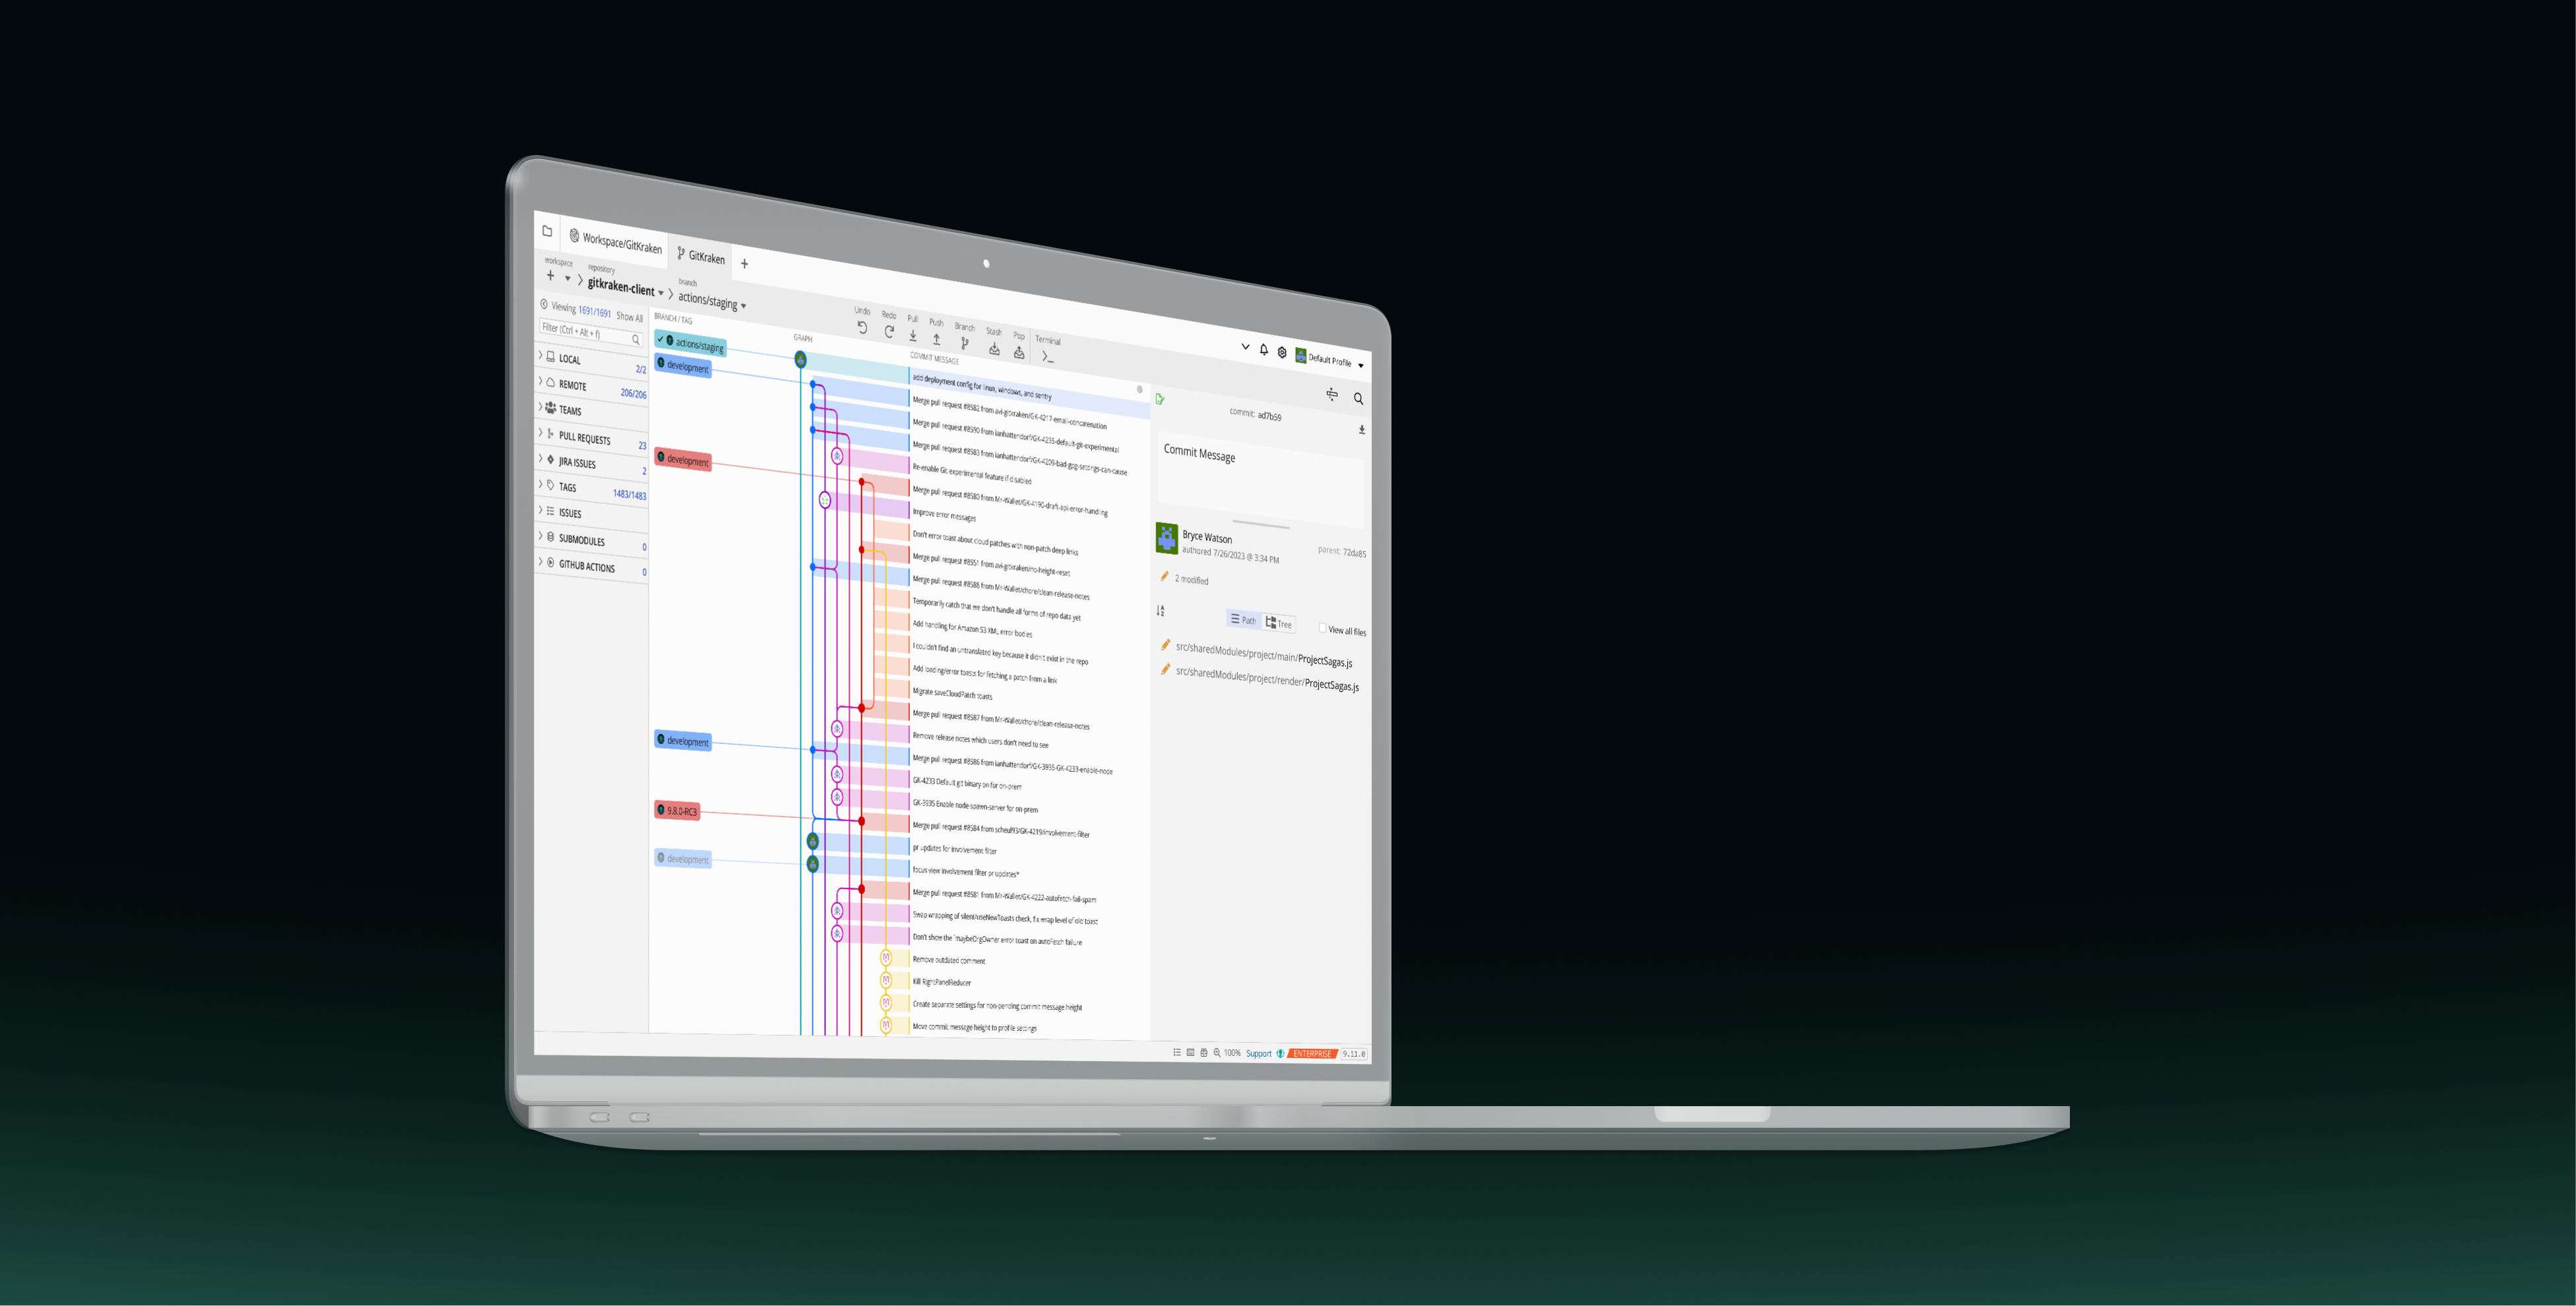 Workspace/GitKraken
GitKraken
workspace
repository
gitkraken-client
branch
actions/staging
Undo
Redo
Pull
Push
Branch
Stash
Pop
Terminal
Default Profile
Viewing 1691/1691 Show All
Filter (Ctrl + Alt + f)
LOCAL 2/2
REMOTE 206/206
TEAMS
PULL REQUESTS 23
JIRA ISSUES 2
TAGS 1483/1483
ISSUES
SUBMODULES 0
GITHUB ACTIONS 0
BRANCH / TAG
GRAPH
COMMIT MESSAGE
actions/staging
development
development
development
9.8.0-RC3
development
add deployment config for linux, windows, and sentry
Merge pull request #8582 from avi-gitkraken/GK-4217-email-concatenation
Merge pull request #8590 from ianhattendorf/GK-4235-default-git-experimental
Merge pull request #8583 from ianhattendorf/GK-4209-bad-gpg-settings-can-cause
Re-enable Git experimental feature if disabled
Merge pull request #8580 from Mr-Wallet/GK-4190-draft-api-error-handling
Improve error messages
Don't error toast about cloud patches with non-patch deep links
Merge pull request #8551 from avi-gitkraken/no-height-reset
Merge pull request #8588 from Mr-Wallet/chore/clean-release-notes
Temporarily catch that we don't handle all forms of repo data yet
Add handling for Amazon S3 XML error bodies
I couldn't find an untranslated key because it didn't exist in the repo
Add loading/error toasts for fetching a patch from a link
Migrate saveCloudPatch toasts
Merge pull request #8587 from Mr-Wallet/chore/clean-release-notes
Remove release notes which users don't need to see
Merge pull request #8586 from ianhattendorf/GK-3935-GK-4233-enable-node
GK-4233 Default git binary on for on-prem
GK-3935 Enable node spawn-server for on-prem
Merge pull request #8584 from scheul93/GK-4219/involvement-filter
pr updates for involvement filter
focus view involvement filter pr updates*
Merge pull request #8581 from Mr-Wallet/GK-4222-autofetch-fail-spam
Swap wrapping of silent/useNewToasts check, fix wrap level of old toast
Don't show the `maybeOrgOwner error toast on autoFetch failure
Remove outdated comment
Kill RightPanelReducer
Create separate settings for non-pending commit message height
Move commit message height to profile settings
commit: ad7b59
Commit Message
Bryce Watson
authored 7/26/2023 @ 3:34 PM
parent: 72da85
2 modified
Path
Tree
View all files
src/sharedModules/project/main/ProjectSagas.js
src/sharedModules/project/render/ProjectSagas.js
100%
Support
ENTERPRISE
9.11.0